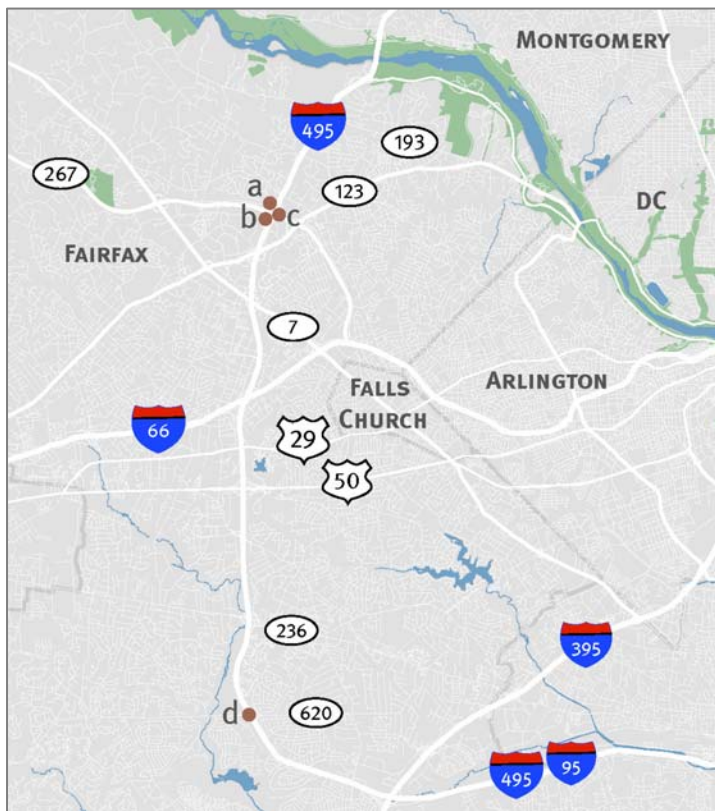 MONTGOMERY
495
193
267
123
a
b
c
DC
FAIRFAX
7
FALLS
CHURCH
ARLINGTON
66
29
50
236
395
d
620
495
95